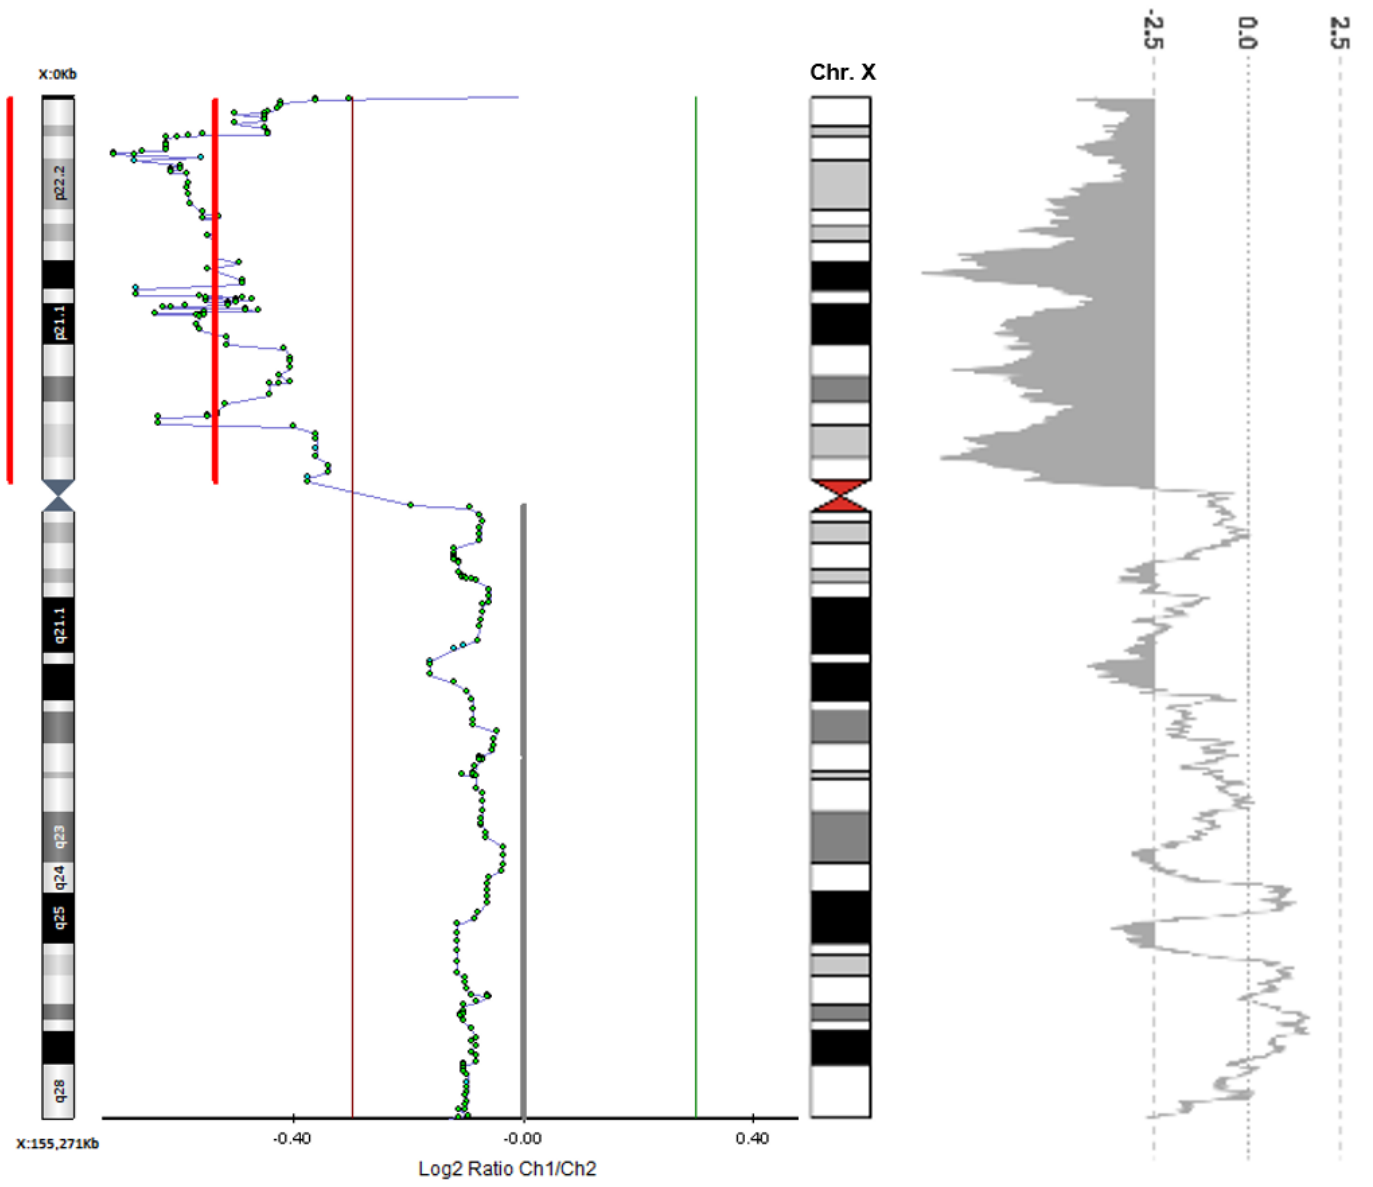 -2.5
0.0
2.5
X:0Kb
Chr. X
p22.2
p21.1
q21.1
q23
q24
q25
q28
X:155,271Kb
-0.40
-0.00
0.40
Log2 Ratio Ch1/Ch2